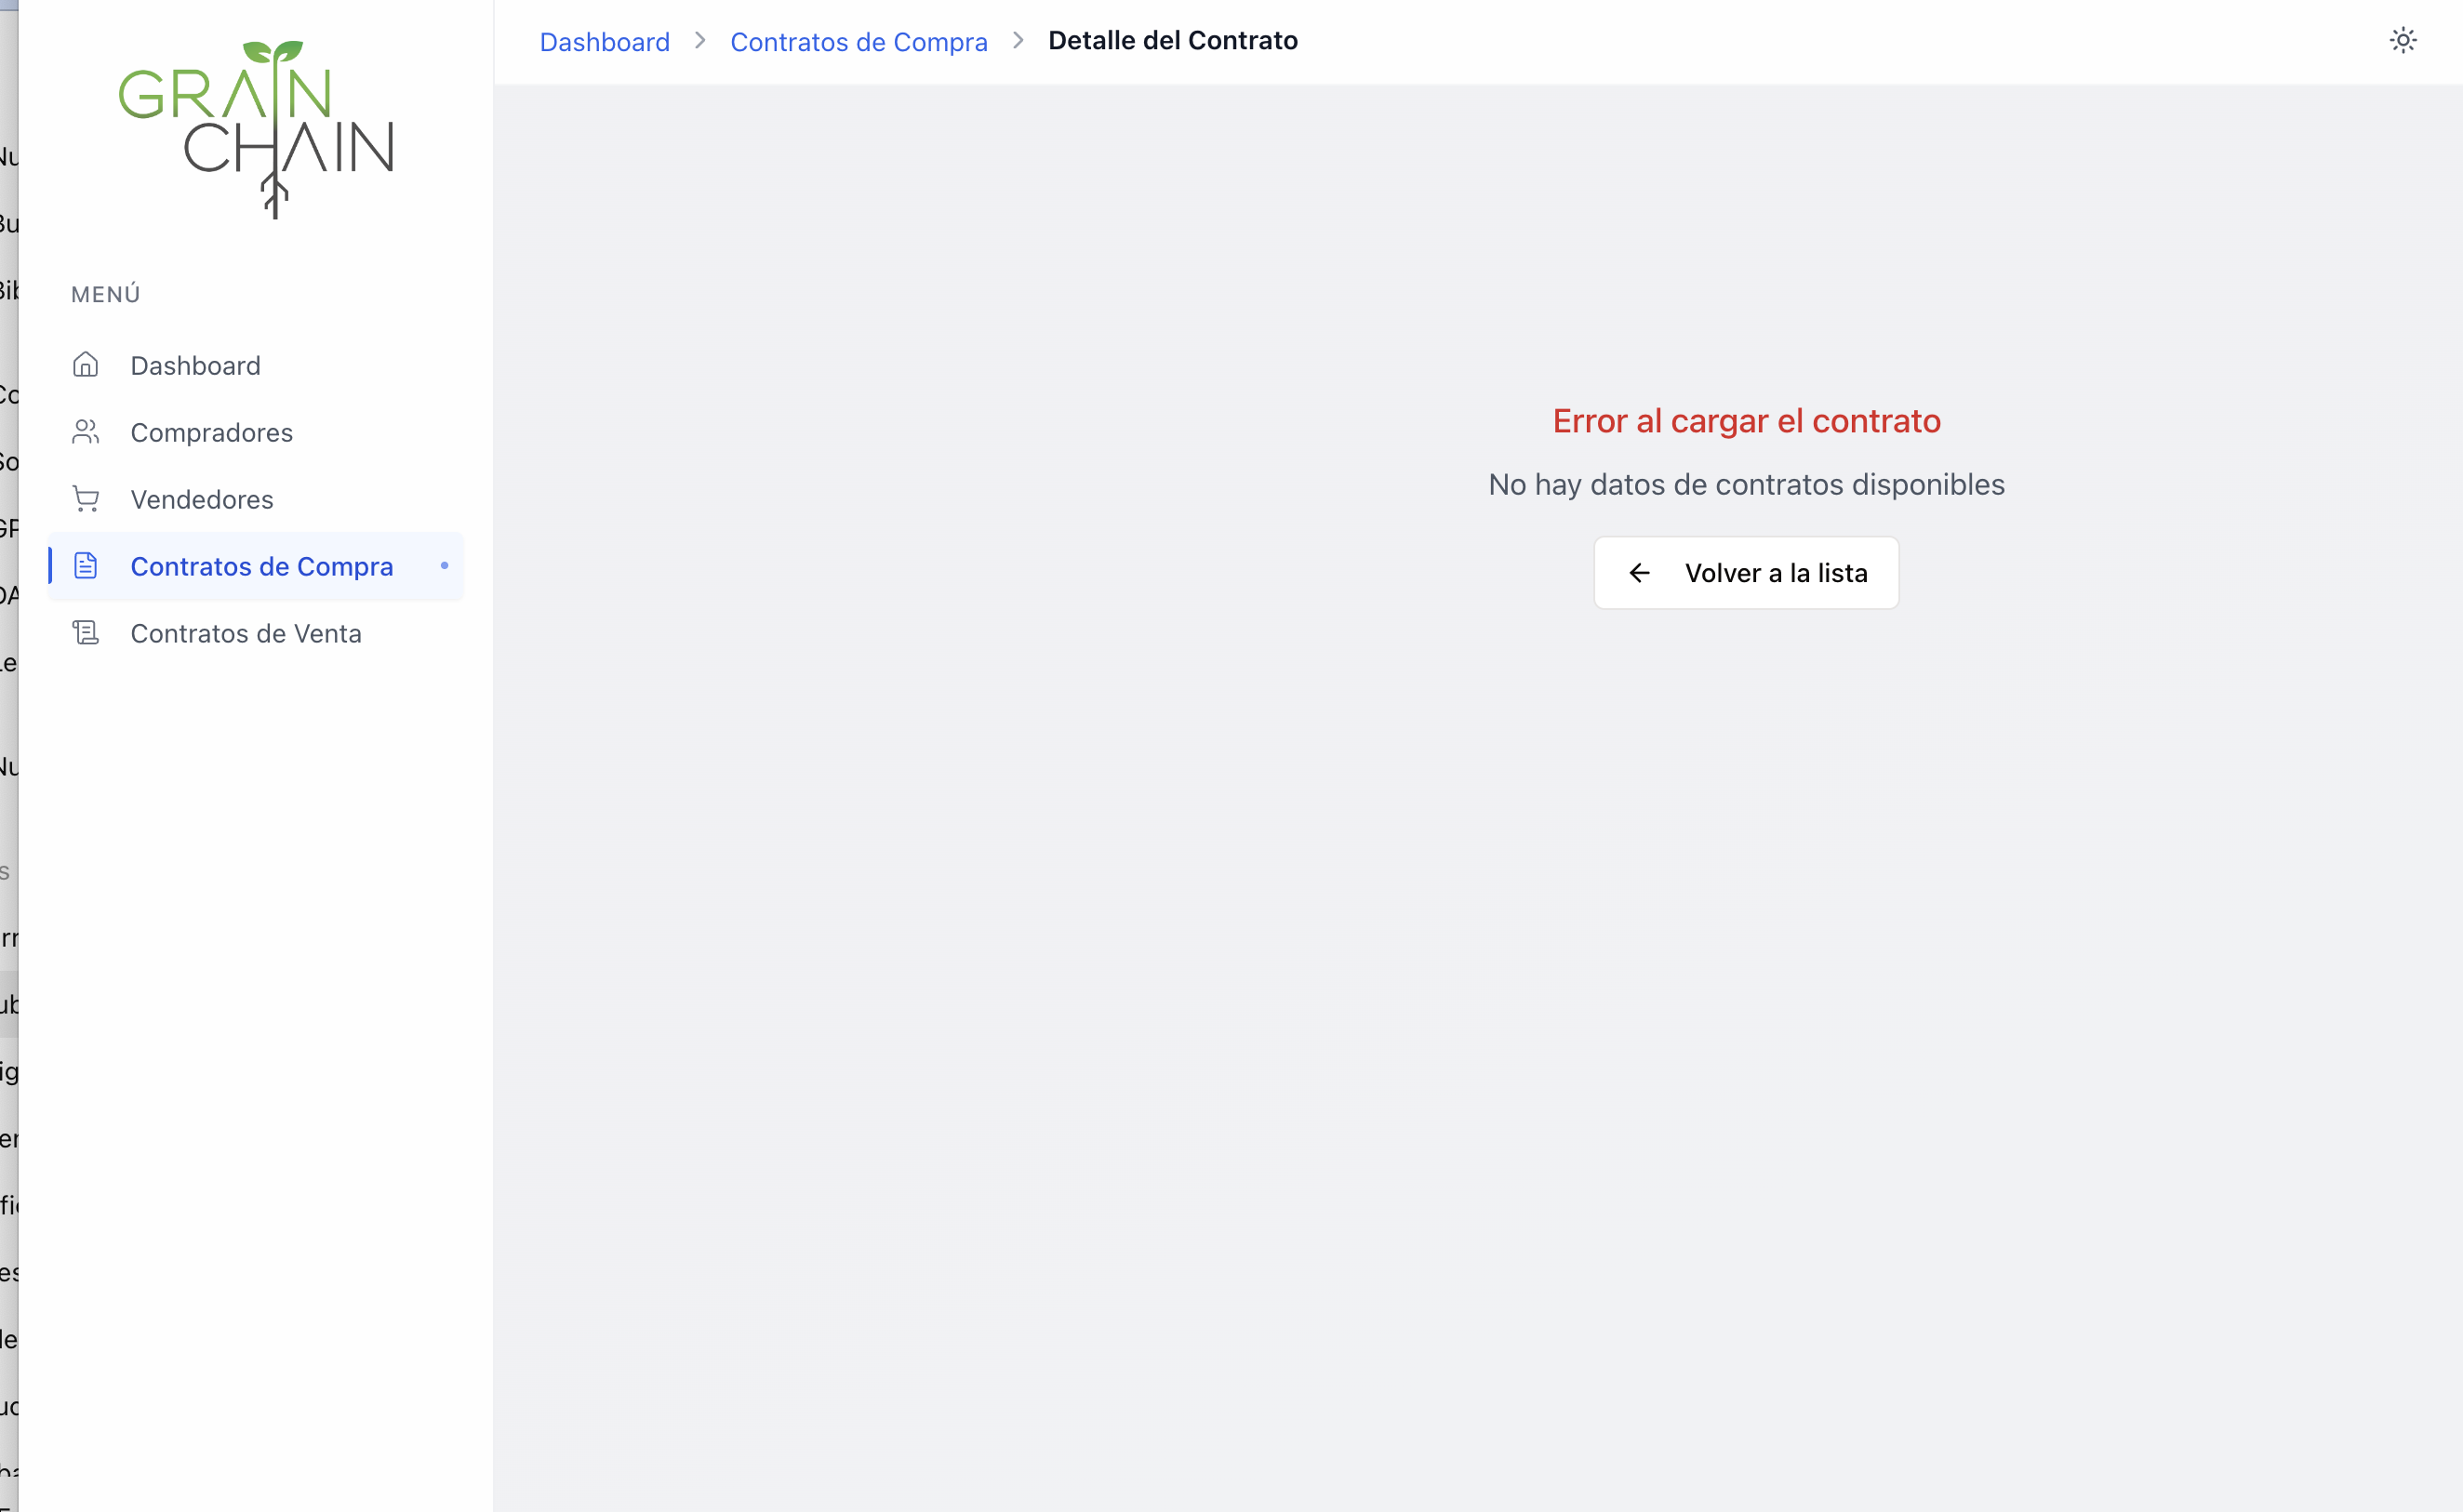 GRAIN
CHAIN
Dashboard > Contratos de Compra > Detalle del Contrato
MENÚ
Dashboard
Compradores
Vendedores
Contratos de Compra
Contratos de Venta
Error al cargar el contrato
No hay datos de contratos disponibles
← Volver a la lista